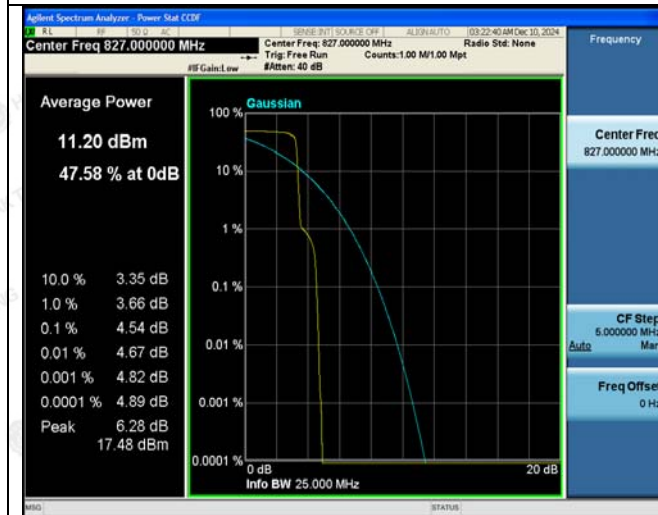 Agilent Spectrum Analyzer - Power Stat CCDF
RL RF 50 Ω AC SENSE:INT SOURCE OFF ALIGN AUTO 03:22:40 AM Dec 10, 2024
Center Freq 827.000000 MHz
Center Freq: 827.000000 MHz Radio Std: None
Trig: Free Run Counts:1.00 M/1.00 Mpt
#IFGain:Low #Atten: 40 dB
Frequency
Average Power
11.20 dBm
47.58 % at 0dB
10.0 % 3.35 dB
1.0 % 3.66 dB
0.1 % 4.54 dB
0.01 % 4.67 dB
0.001 % 4.82 dB
0.0001 % 4.89 dB
Peak 6.28 dB
17.48 dBm
Gaussian
100 %
10 %
1 %
0.1 %
0.01 %
0.001 %
0.0001 %
0 dB 20 dB
Info BW 25.000 MHz
Center Freq
827.000000 MHz
CF Step
5.000000 MHz
Auto Man
Freq Offset
0 Hz
MSG STATUS